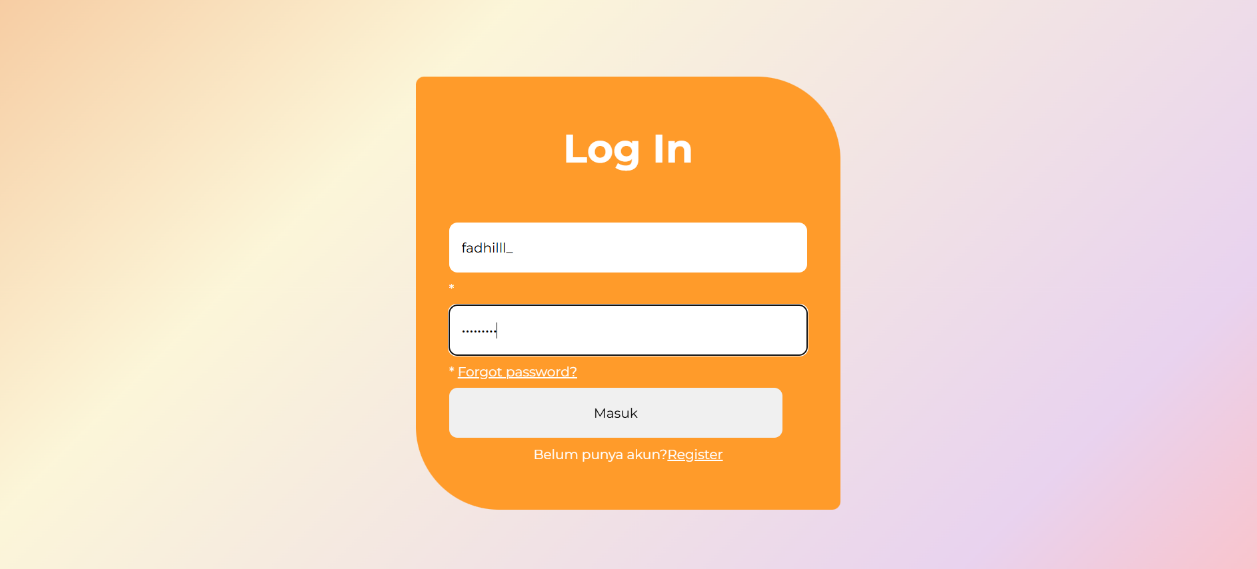 Log In
fadhilll_
*
•••••••••
* Forgot password?
Masuk
Belum punya akun?Register